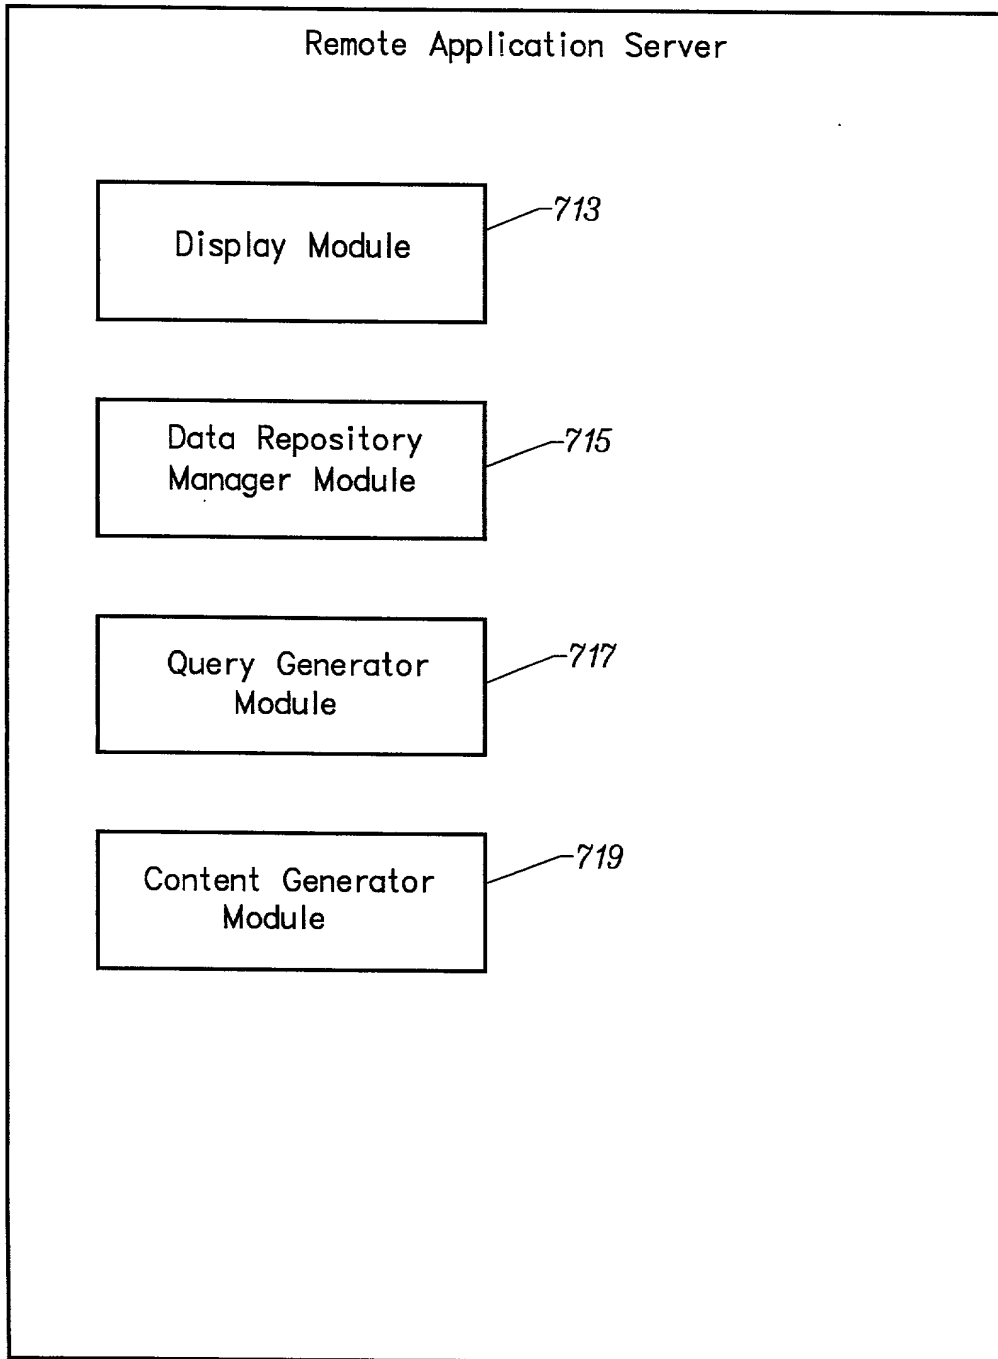 Remote Application Server
Display Module
713
Data Repository
Manager Module
715
Query Generator
Module
717
Content Generator
Module
719